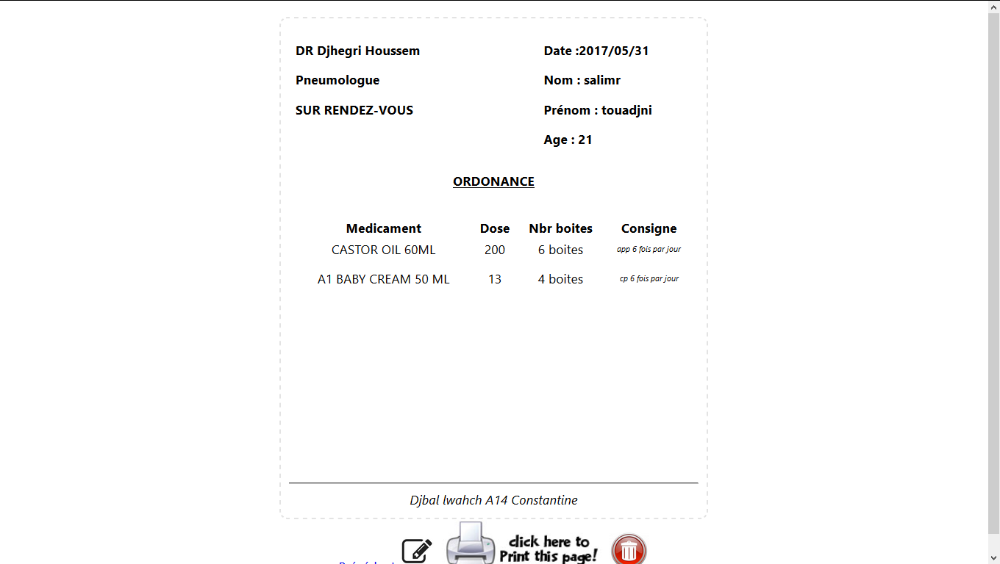 DR Djhegri Houssem
Pneumologue
SUR RENDEZ-VOUS
Date :2017/05/31
Nom : salimr
Prénom : touadjni
Age : 21
ORDONANCE
Medicament Dose Nbr boites Consigne
CASTOR OIL 60ML 200 6 boites app 6 fois par jour
A1 BABY CREAM 50 ML 13 4 boites cp 6 fois par jour
Djbal lwahch A14 Constantine
click here to
Print this page!